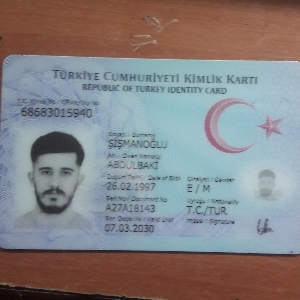 TÜRKİYE CUMHURİYETİ KİMLİK KARTI
REPUBLIC OF TURKEY IDENTITY CARD
T.C. Kimlik No / TR Identity No
68683015940
Soyadı / Surname
ŞİŞMANOĞLU
Adı / Given Name(s)
ABDULBAKİ
Doğum Tarihi / Date of Birth Cinsiyeti / Gender
26.02.1997 E / M
Seri No / Document No Uyruğu / Nationality
A27A18143 T.C./TUR
Son Geçerlilik / Valid Until İmzası / Signature
07.03.2030